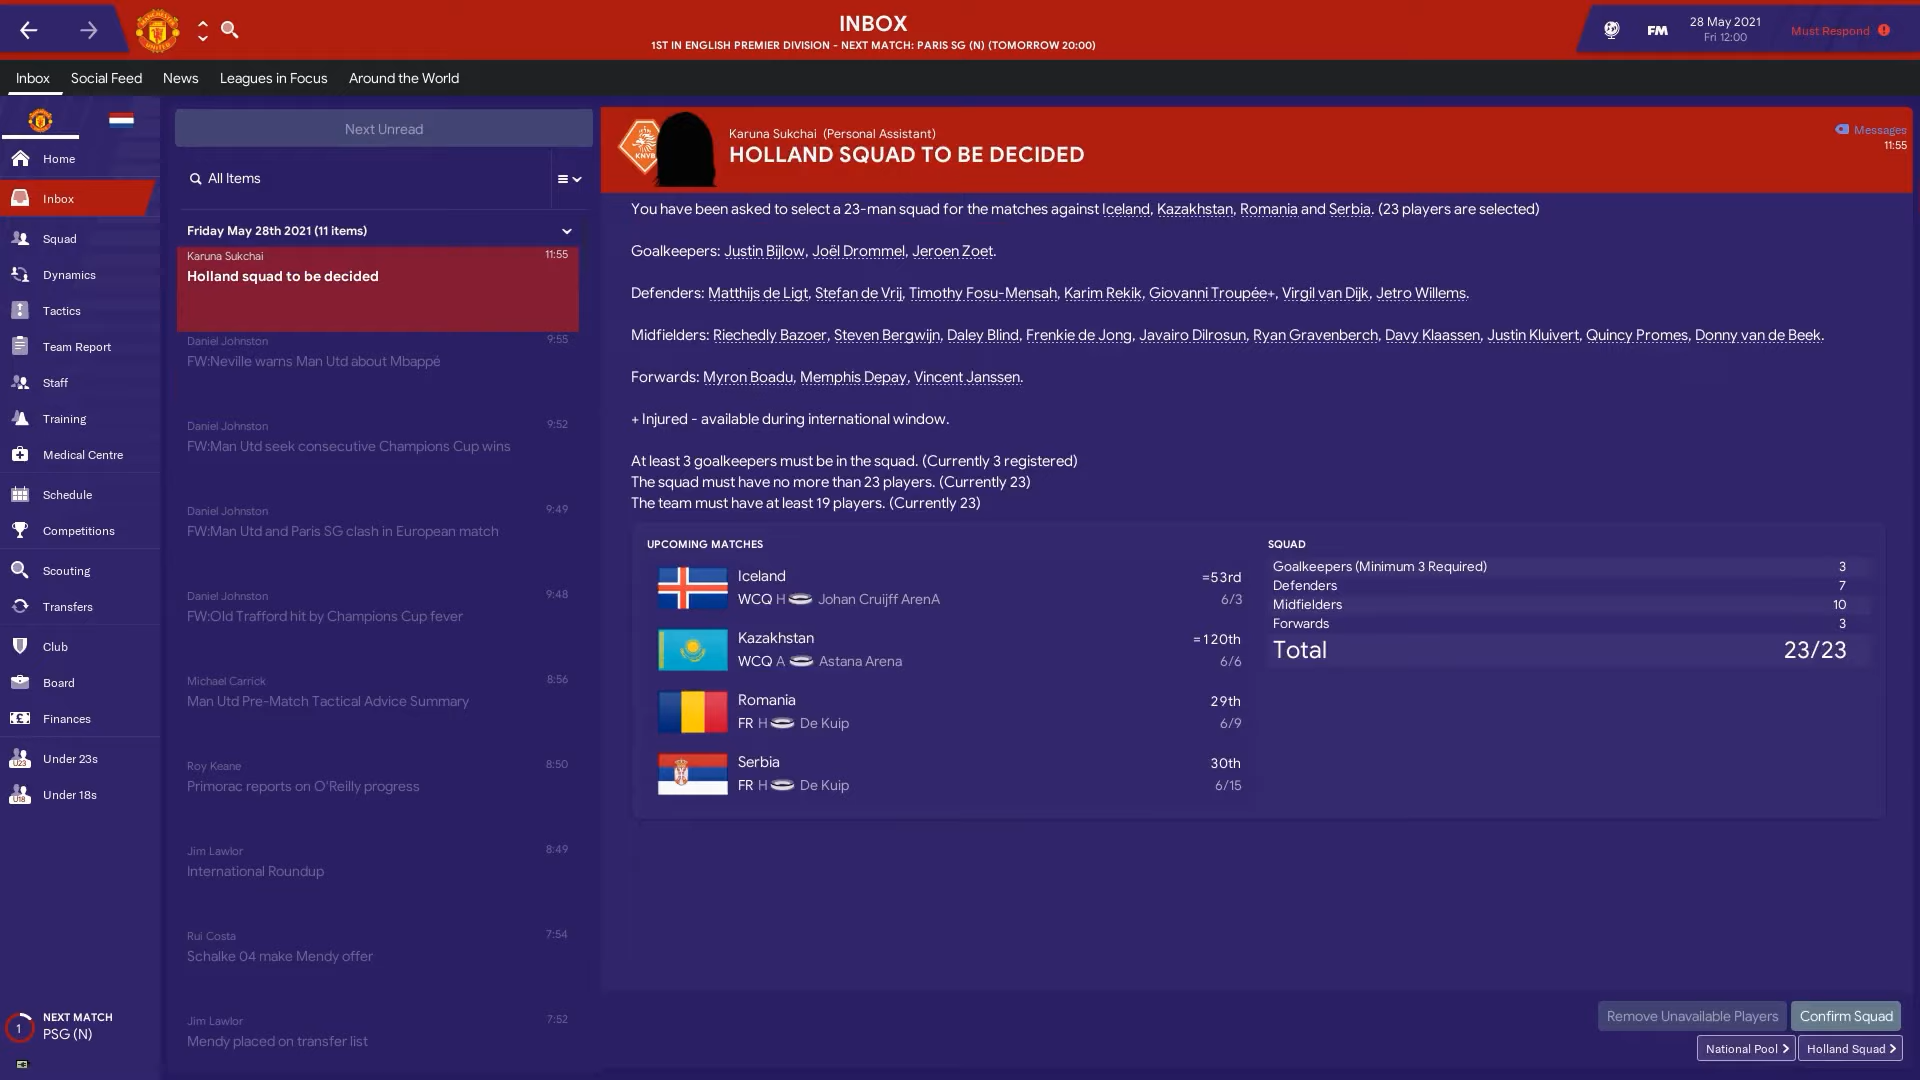 INBOX
1ST IN ENGLISH PREMIER DIVISION - NEXT MATCH: PARIS SG (N) (TOMORROW 20:00)
FM
28 May 2021
Fri 12:00
Must Respond
Inbox
Social Feed
News
Leagues in Focus
Around the World
Home
Inbox
Squad
Dynamics
Tactics
Team Report
Staff
Training
Medical Centre
Schedule
Competitions
Scouting
Transfers
Club
Board
Finances
U23
Under 23s
U18
Under 18s
1
NEXT MATCH
PSG (N)
Next Unread
All Items
Friday May 28th 2021 (11 items)
Karuna Sukchai 11:55
Holland squad to be decided
Daniel Johnston 9:55
FW:Neville warns Man Utd about Mbappé
Daniel Johnston 9:52
FW:Man Utd seek consecutive Champions Cup wins
Daniel Johnston 9:49
FW:Man Utd and Paris SG clash in European match
Daniel Johnston 9:48
FW:Old Trafford hit by Champions Cup fever
Michael Carrick 8:56
Man Utd Pre-Match Tactical Advice Summary
Roy Keane 8:50
Primorac reports on O'Reilly progress
Jim Lawlor 8:49
International Roundup
Rui Costa 7:54
Schalke 04 make Mendy offer
Jim Lawlor 7:52
Mendy placed on transfer list
KNVB
Karuna Sukchai (Personal Assistant)
HOLLAND SQUAD TO BE DECIDED
Messages
11:55
You have been asked to select a 23-man squad for the matches against Iceland, Kazakhstan, Romania and Serbia. (23 players are selected)
Goalkeepers: Justin Bijlow, Joël Drommel, Jeroen Zoet.
Defenders: Matthijs de Ligt, Stefan de Vrij, Timothy Fosu-Mensah, Karim Rekik, Giovanni Troupée+, Virgil van Dijk, Jetro Willems.
Midfielders: Riechedly Bazoer, Steven Bergwijn, Daley Blind, Frenkie de Jong, Javairo Dilrosun, Ryan Gravenberch, Davy Klaassen, Justin Kluivert, Quincy Promes, Donny van de Beek.
Forwards: Myron Boadu, Memphis Depay, Vincent Janssen.
+ Injured - available during international window.
At least 3 goalkeepers must be in the squad. (Currently 3 registered)
The squad must have no more than 23 players. (Currently 23)
The team must have at least 19 players. (Currently 23)
UPCOMING MATCHES
Iceland =53rd
WCQ H Johan Cruijff ArenA 6/3
Kazakhstan =120th
WCQ A Astana Arena 6/6
Romania 29th
FR H De Kuip 6/9
Serbia 30th
FR H De Kuip 6/15
SQUAD
Goalkeepers (Minimum 3 Required) 3
Defenders 7
Midfielders 10
Forwards 3
Total 23/23
Remove Unavailable Players
Confirm Squad
National Pool
Holland Squad